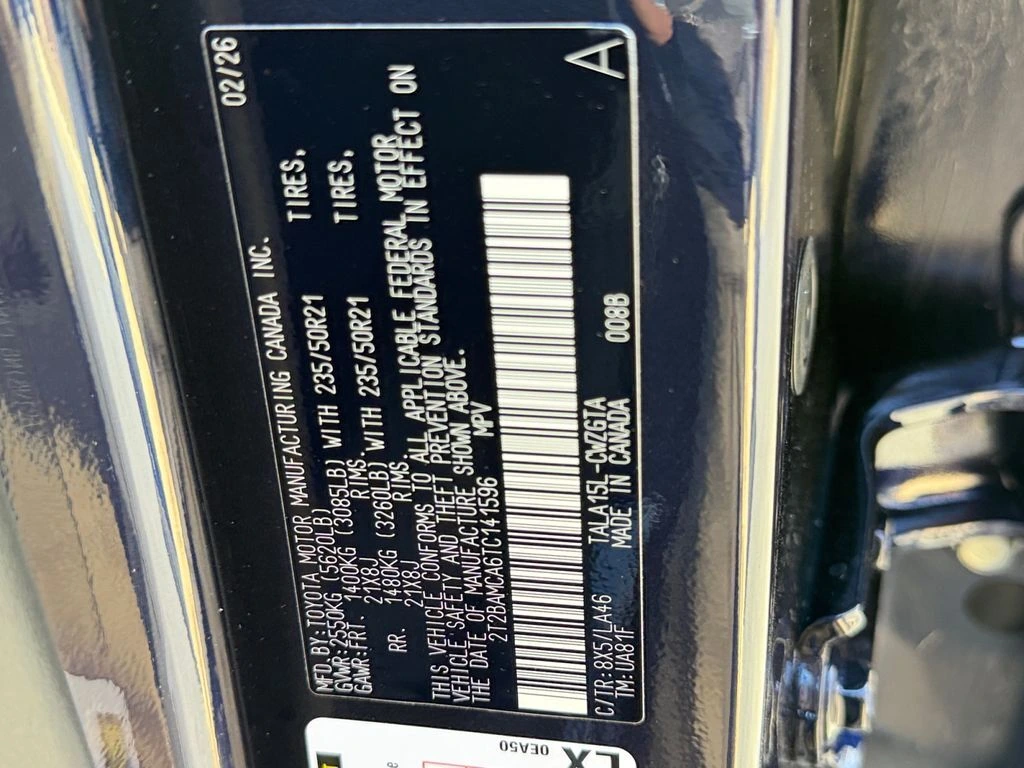 MFD.BY:TOYOTA MOTOR MANUFACTURING CANADA INC. 02/26
GVWR:2550KG (5620LB)
GAWR:FRT. 1400KG (3085LB) WITH 235/50R21 TIRES,
21X8J RIMS.
RR. 1480KG (3260LB) WITH 235/50R21 TIRES,
21X8J RIMS.
THIS VEHICLE CONFORMS TO ALL APPLICABLE FEDERAL MOTOR
VEHICLE SAFETY AND THEFT PREVENTION STANDARDS IN EFFECT ON
THE DATE OF MANUFACTURE SHOWN ABOVE.
2T2BAMCA6TC141596 MPV
C/TR:8X5/LA46 TALA15L-CWZGTA A
TM:UA81F MADE IN CANADA 008B
LX
0EA50